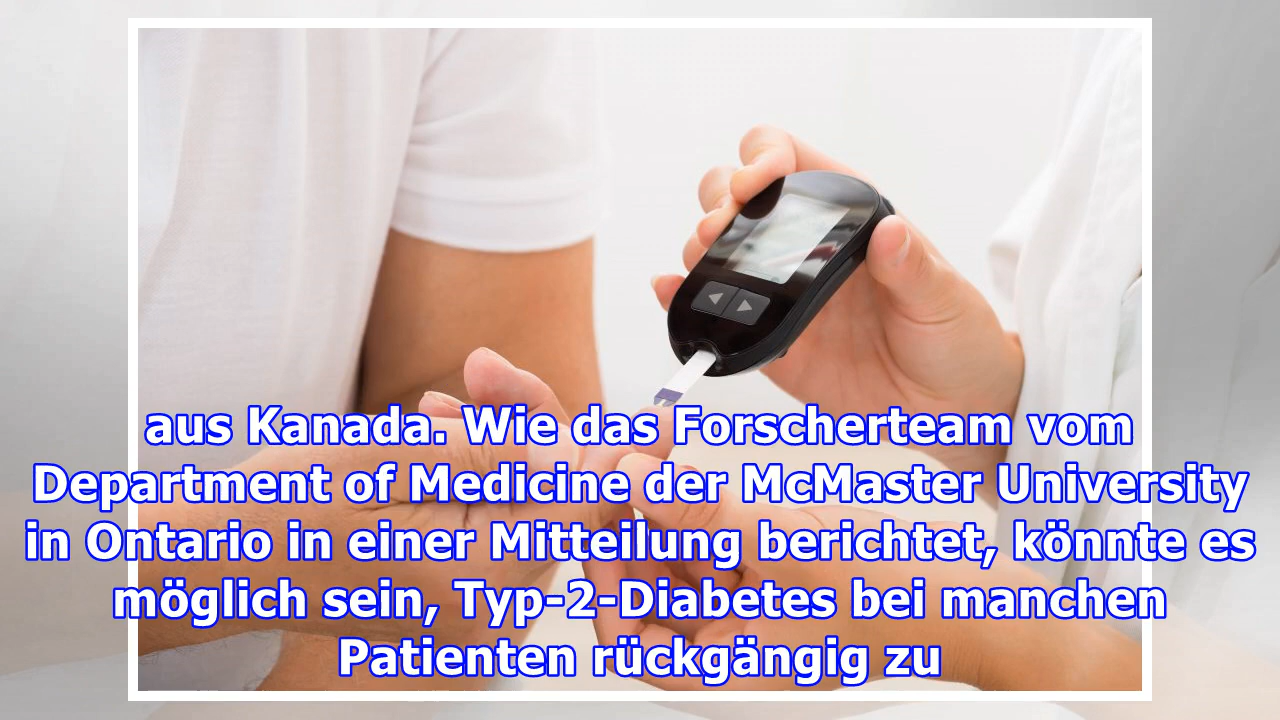 aus Kanada. Wie das Forscherteam vom
Department of Medicine der McMaster University
in Ontario in einer Mitteilung berichtet, könnte es
möglich sein, Typ-2-Diabetes bei manchen
Patienten rückgängig zu